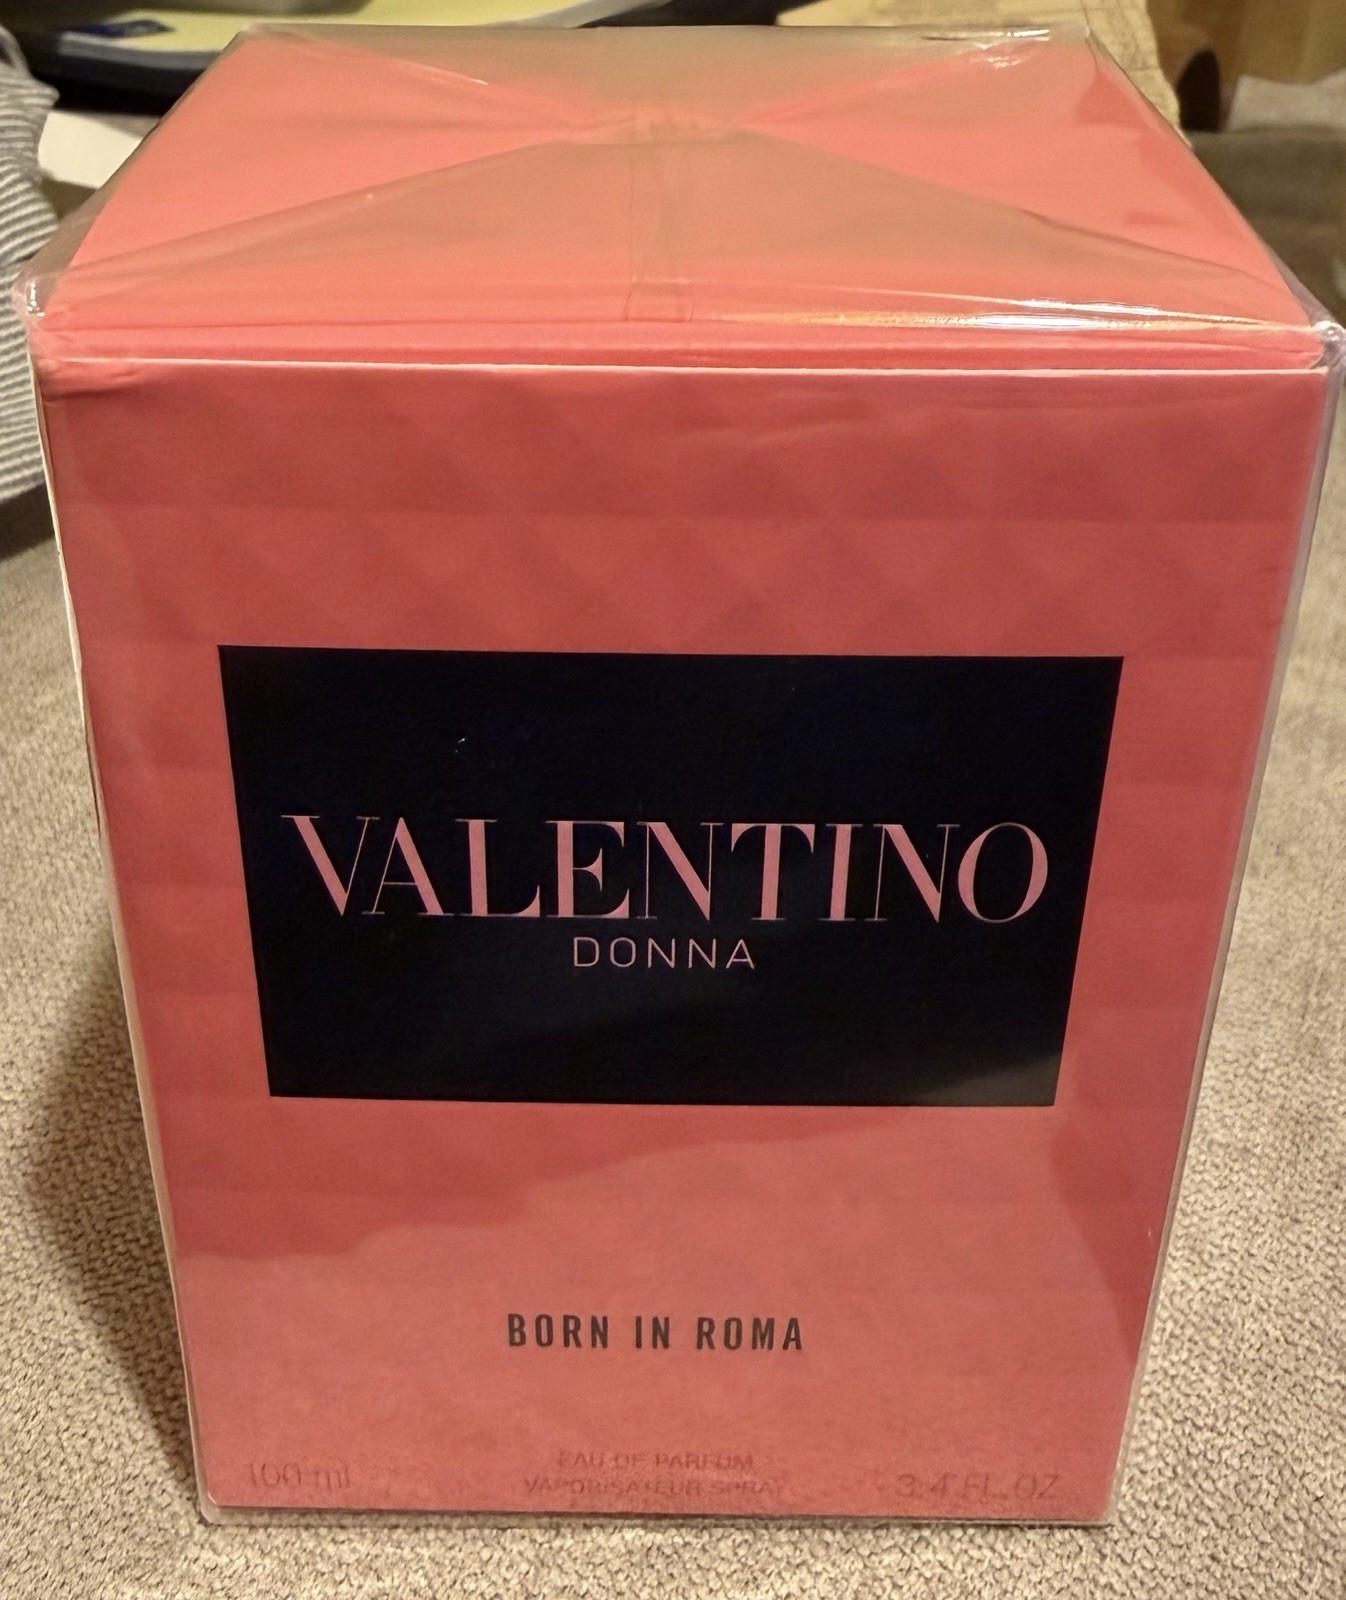 VALENTINO
DONNA
BORN IN ROMA
EAU DE PARFUM
100 ml VAPORISATEUR SPRAY 3.4 FL. OZ